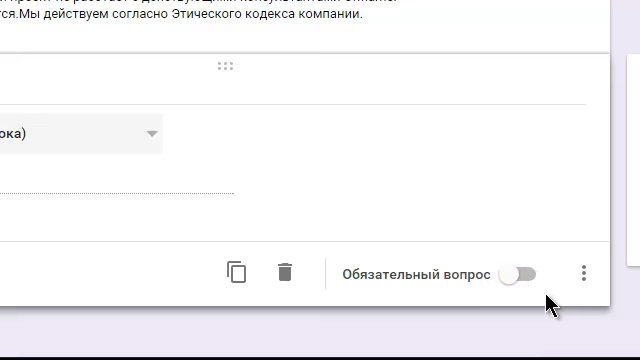 тся.Мы действуем согласно Этического кодекса компании.
ока)
Обязательный вопрос